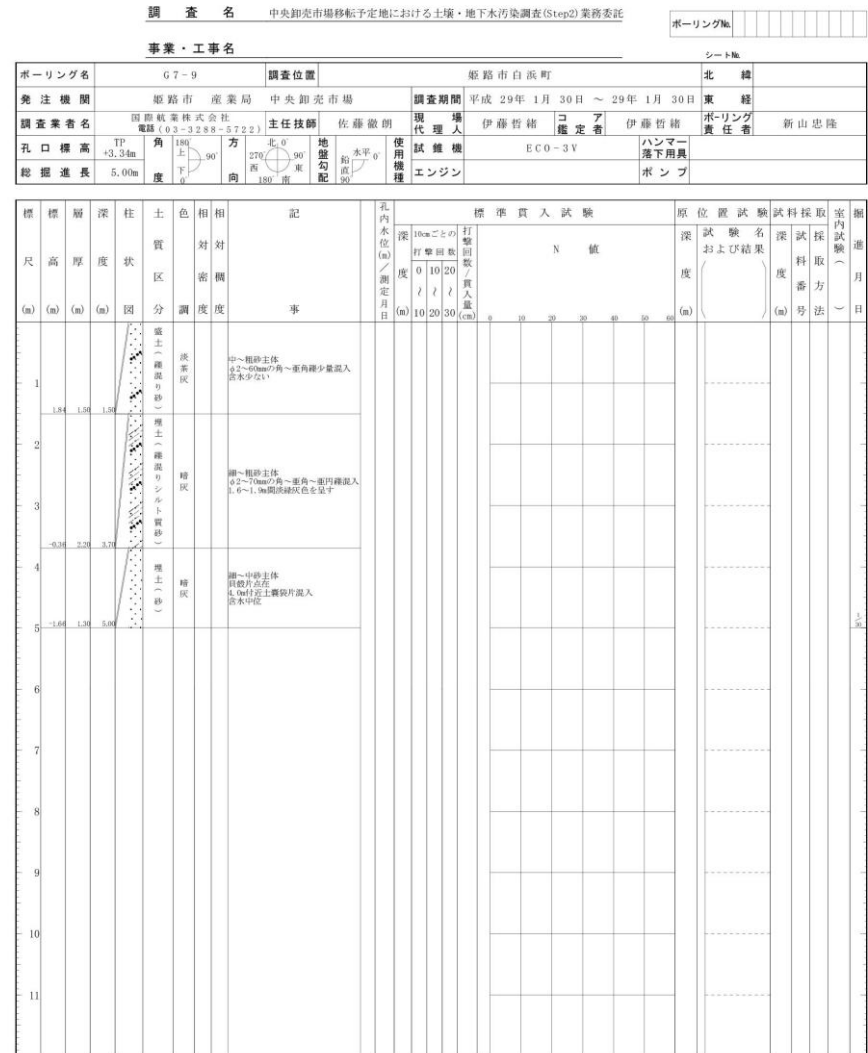 調 査 名 中央卸売市場移転予定地における土壌・地下水汚染調査(Step2)業務委託
ボーリングNo.
事業・工事名
シートNo.
ボーリング名 G7-9 調査位置 姫路市白浜町 北緯
発注機関 姫路市 産業局 中央卸売市場 調査期間 平成 29年 1月 30日 ~ 29年 1月 30日 東経
調査業者名 国際航業株式会社 電話(03-3288-5722) 主任技師 佐藤徹朗 現場代理人 伊藤哲緒 コア鑑定者 伊藤哲緒 ボーリング責任者 新山忠隆
孔口標高 TP +3.34m 角度 180° 上 90° 下 0° 方向 北 0° 270° 西 90° 東 180° 南 地盤勾配 水平 0° 鉛直 90° 使用機種 試錐機 ECO-3V ハンマー落下用具
総掘進長 5.00m エンジン ポンプ
標尺(m) 標高(m) 層厚(m) 深度(m) 柱状図 土質区分 色調 相対密度 相対稠度 記事 孔内水位(m)/測定月日 標準貫入試験 原位置試験 試料採取 室内試験( ) 掘進月日
深度(m) 10cmごとの打撃回数 打撃回数/貫入量(cm) N 値 深度(m) 試験名および結果( ) 深度(m) 試料番号 採取方法
0 10 20
~ ~ ~
10 20 30
0 10 20 30 40 50 60
盛土(礫混り砂) 淡茶灰
中~粗砂主体
φ2~60mmの角~亜角礫少量混入
含水少ない
1
1.84 1.50 1.50
2
埋土(礫混りシルト質砂) 暗灰
細~粗砂主体
φ2~70mmの角~亜角~亜円礫混入
1.6~1.9m間淡緑灰色を呈す
3
-0.36 2.20 3.70
4
埋土(砂) 暗灰
細~中砂主体
貝殻片点在
4.0m付近土嚢袋片混入
含水中位
-1.66 1.30 5.00
5
6
7
8
9
10
11